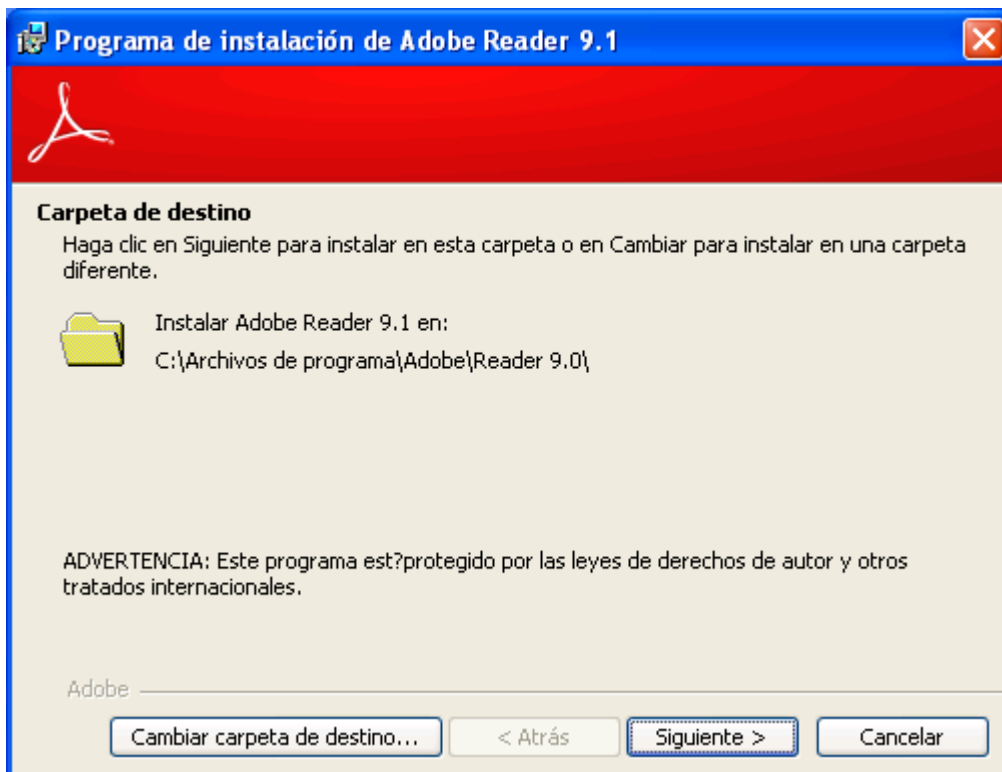 Programa de instalación de Adobe Reader 9.1
Carpeta de destino
Haga clic en Siguiente para instalar en esta carpeta o en Cambiar para instalar en una carpeta
diferente.
Instalar Adobe Reader 9.1 en:
C:\Archivos de programa\Adobe\Reader 9.0\
ADVERTENCIA: Este programa est?protegido por las leyes de derechos de autor y otros
tratados internacionales.
Adobe
Cambiar carpeta de destino...
< Atrás
Siguiente >
Cancelar